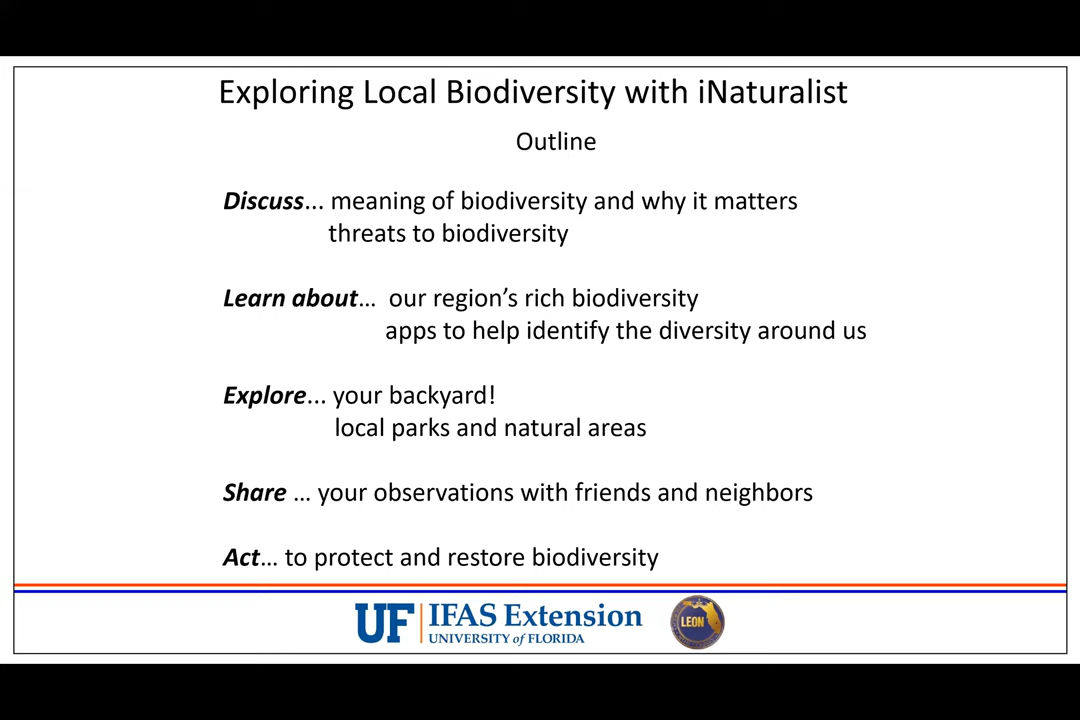 Exploring Local Biodiversity with iNaturalist
Outline
Discuss... meaning of biodiversity and why it matters
threats to biodiversity
Learn about… our region’s rich biodiversity
apps to help identify the diversity around us
Explore... your backyard!
local parks and natural areas
Share … your observations with friends and neighbors
Act… to protect and restore biodiversity
UF IFAS Extension
UNIVERSITY of FLORIDA
LEON